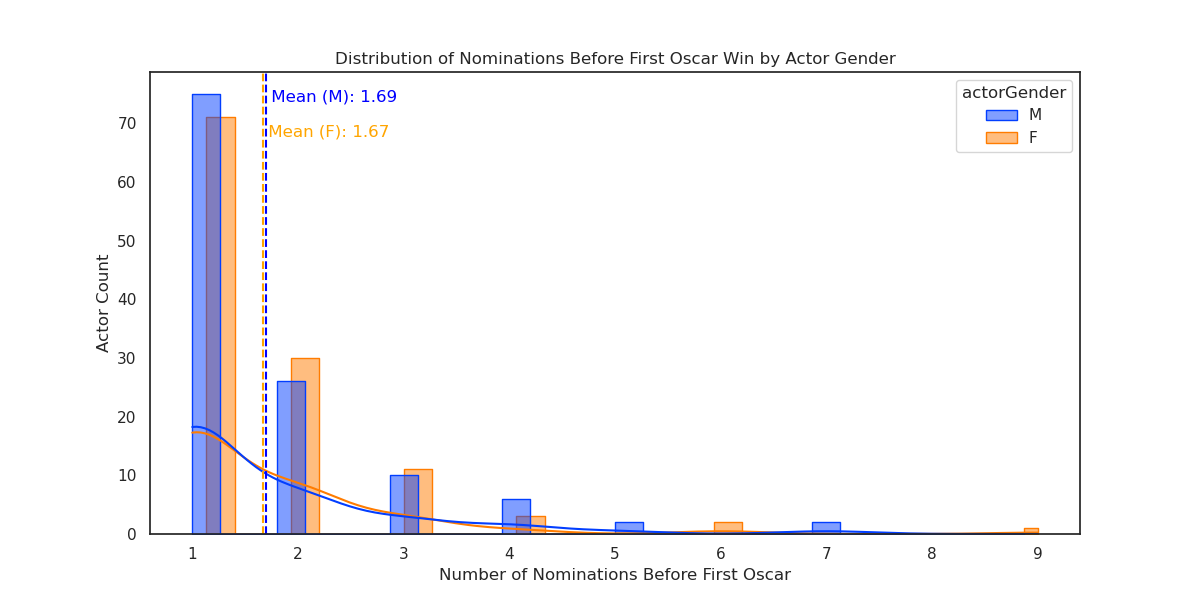 Distribution of Nominations Before First Oscar Win by Actor Gender
Mean (M): 1.69
Mean (F): 1.67
actorGender
M
F
Actor Count
70
60
50
40
30
20
10
0
1 2 3 4 5 6 7 8 9
Number of Nominations Before First Oscar